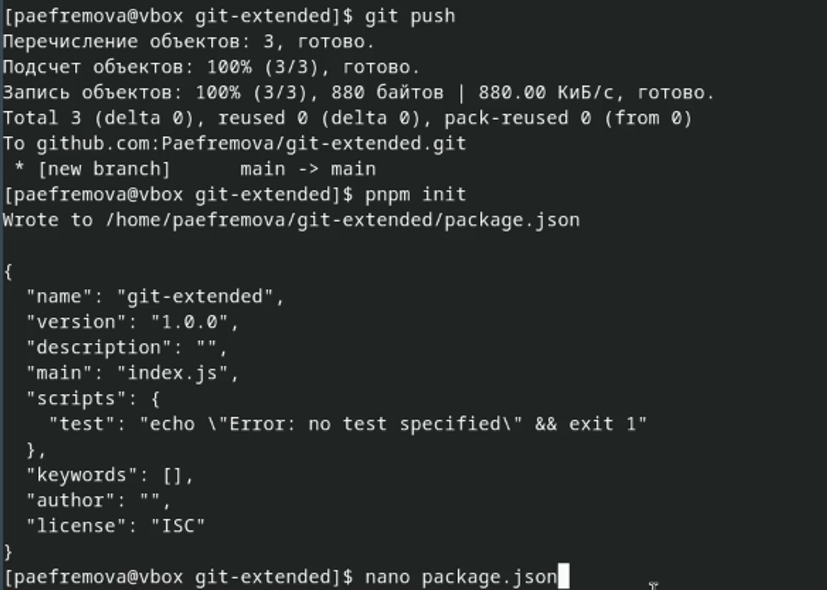 [paefremova@vbox git-extended]$ git push
Перечисление объектов: 3, готово.
Подсчет объектов: 100% (3/3), готово.
Запись объектов: 100% (3/3), 880 байтов | 880.00 КиБ/с, готово.
Total 3 (delta 0), reused 0 (delta 0), pack-reused 0 (from 0)
To github.com:Paefremova/git-extended.git
 * [new branch]      main -> main
[paefremova@vbox git-extended]$ pnpm init
Wrote to /home/paefremova/git-extended/package.json

{
  "name": "git-extended",
  "version": "1.0.0",
  "description": "",
  "main": "index.js",
  "scripts": {
    "test": "echo \"Error: no test specified\" && exit 1"
  },
  "keywords": [],
  "author": "",
  "license": "ISC"
}
[paefremova@vbox git-extended]$ nano package.json